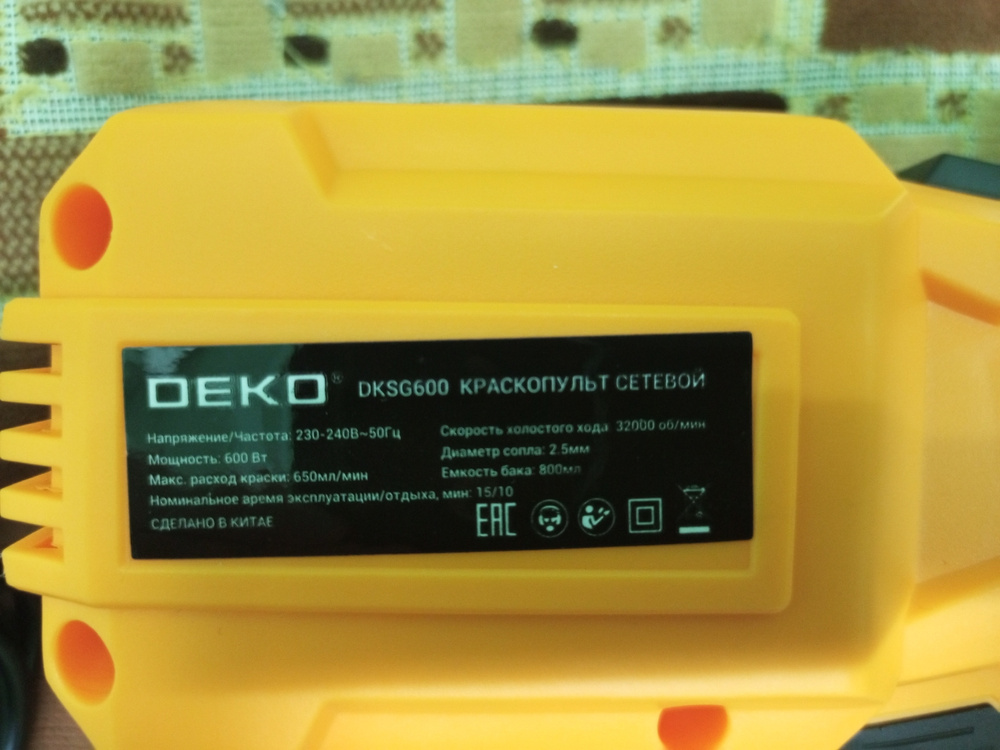 DEKO® DKSG600 КРАСКОПУЛЬТ СЕТЕВОЙ
Напряжение/Частота: 230-240В~50Гц
Мощность: 600 Вт
Макс. расход краски: 650мл/мин
Номинальное время эксплуатации/отдыха, мин: 15/10
СДЕЛАНО В КИТАЕ
Скорость холостого хода 32000 об/мин
Диаметр сопла: 2.5мм
Емкость бака: 800мл
EAC